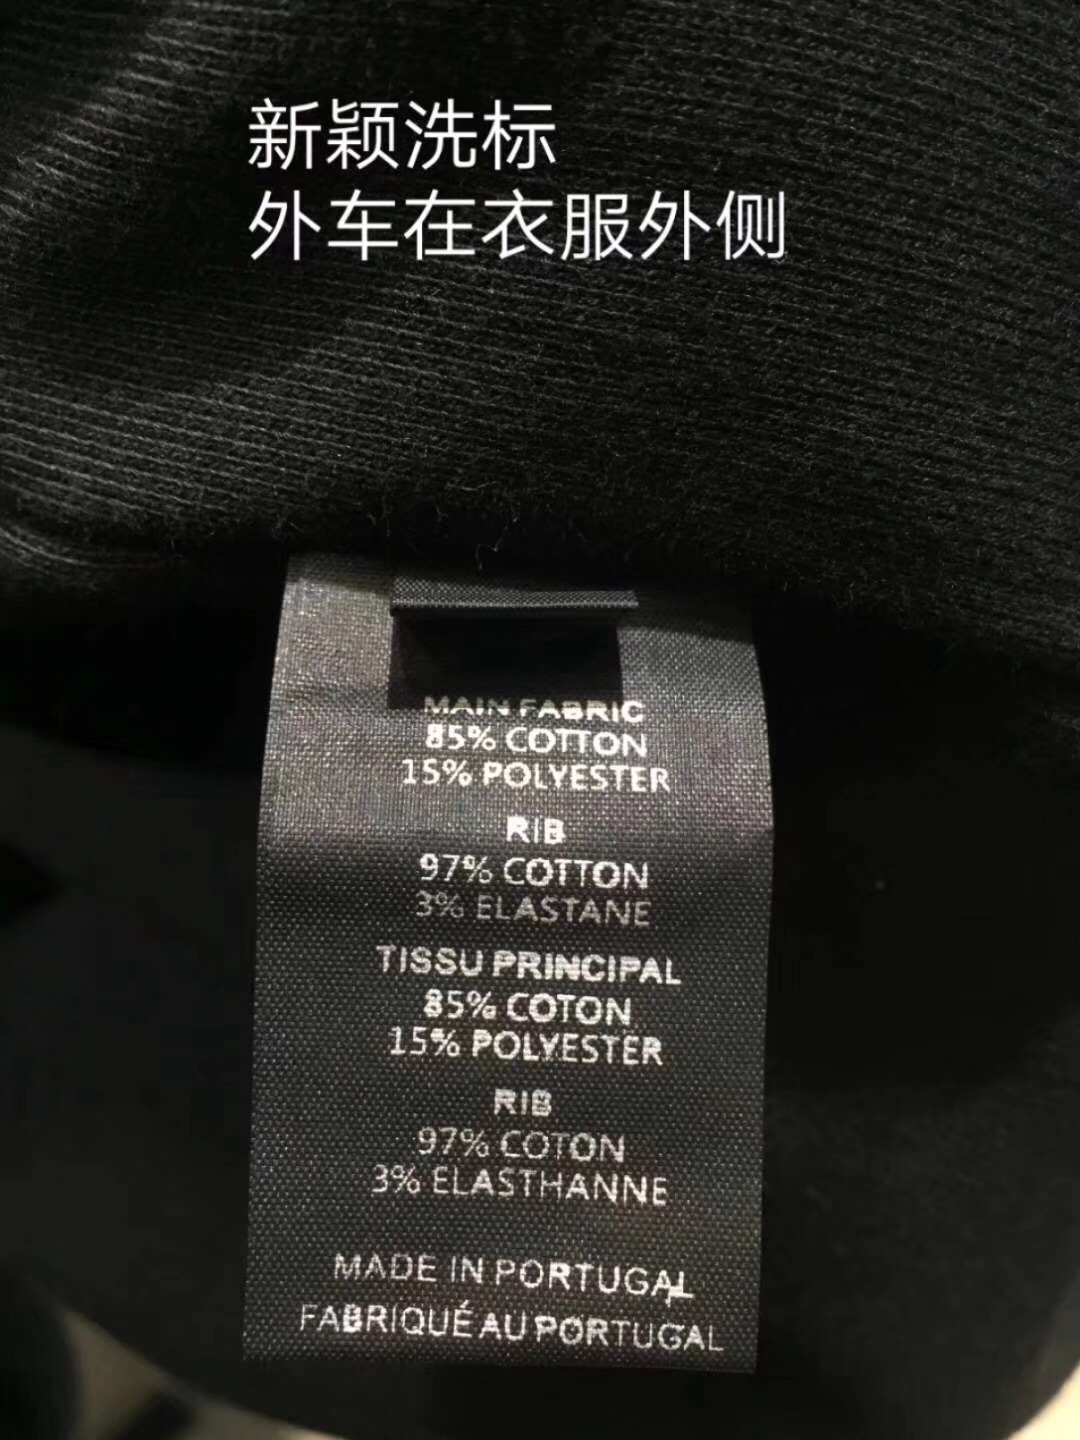 新颖洗标
外车在衣服外侧
MAIN FABRIC
85% COTTON
15% POLYESTER
RIB
97% COTTON
3% ELASTANE
TISSU PRINCIPAL
85% COTON
15% POLYESTER
RIB
97% COTON
3% ELASTHANNE
MADE IN PORTUGAL
FABRIQUÉ AU PORTUGAL